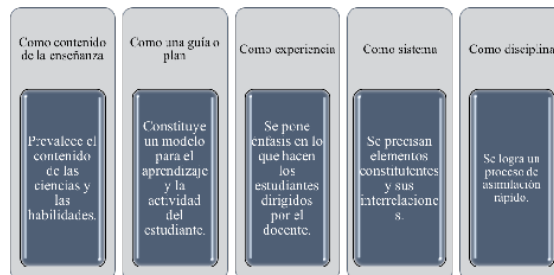 Como contenido
de la enseñanza
Prevalece el
contenido
de las
ciencias y
las
habilidades.
Como una guía o
plan
Constituye
un modelo
para el
aprendizaje
y la
actividad
del
estudiante.
Como experiencia
Se pone
énfasis en lo
que hacen
los
estudiantes
dirigidos
por el
docente.
Como sistema
Se precisan
elementos
constitutentes
y sus
interrelacione
s.
Como disciplina
Se logra un
proceso de
asimilación
rápido.